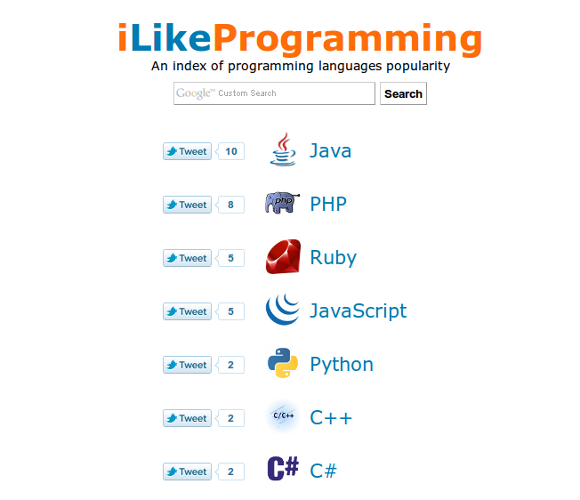 iLikeProgramming
An index of programming languages popularity
Google™ Custom Search Search
Tweet 10 Java
Tweet 8 php PHP
Tweet 5 Ruby
Tweet 5 JavaScript
Tweet 2 Python
Tweet 2 C/C++ C++
Tweet 2 C# C#